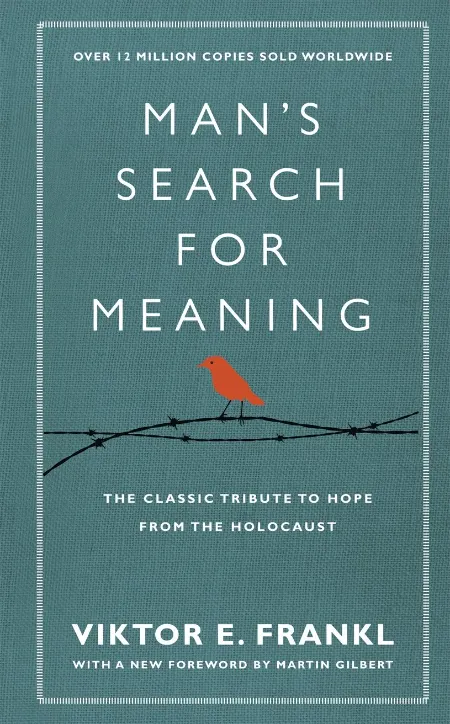 OVER 12 MILLION COPIES SOLD WORLDWIDE
MAN'S
SEARCH
FOR
MEANING
THE CLASSIC TRIBUTE TO HOPE
FROM THE HOLOCAUST
VIKTOR E. FRANKL
WITH A NEW FOREWORD BY MARTIN GILBERT